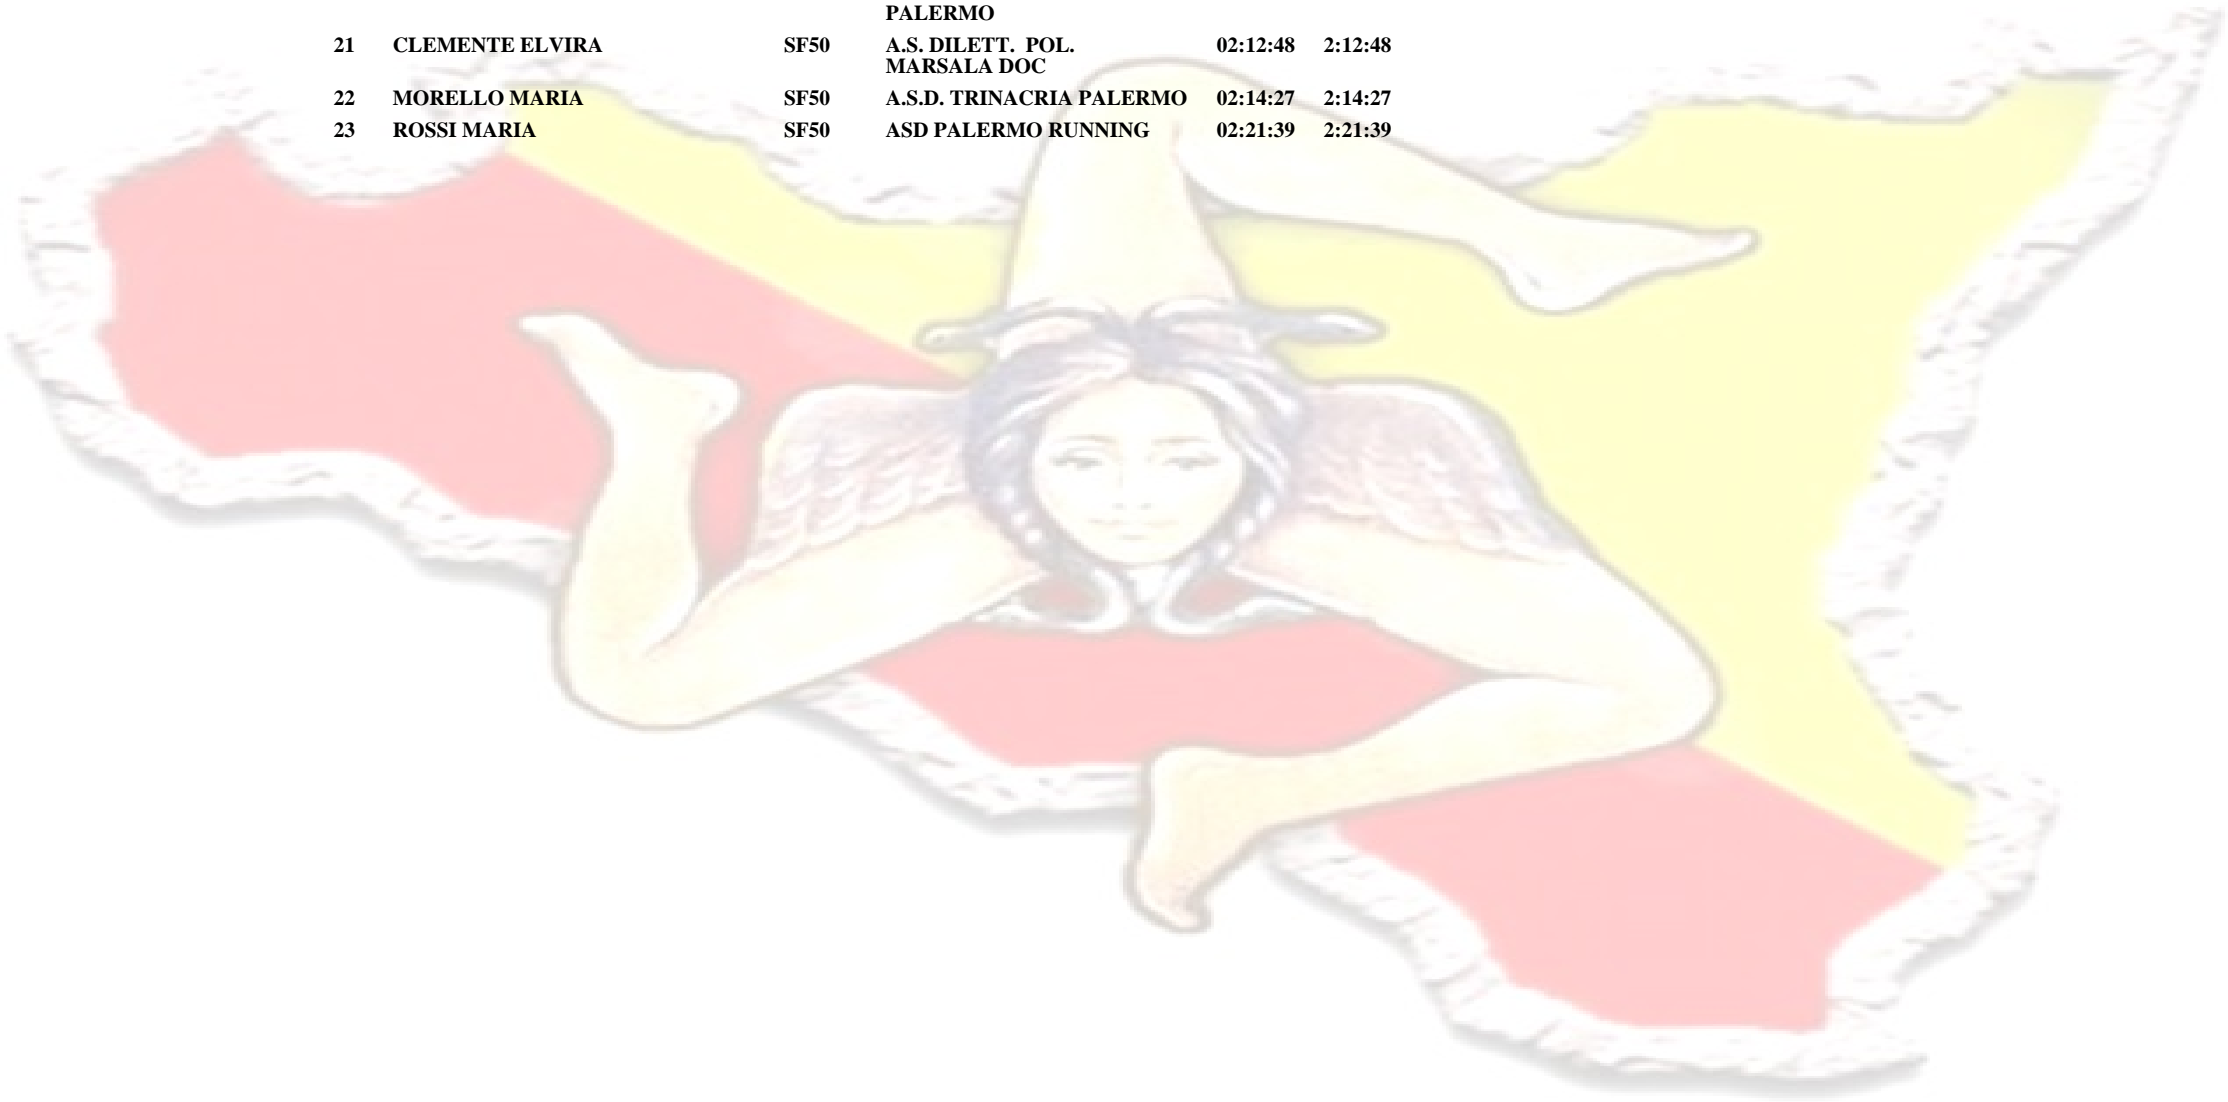 PALERMO
21 CLEMENTE ELVIRA SF50 A.S. DILETT. POL. 02:12:48 2:12:48
MARSALA DOC
22 MORELLO MARIA SF50 A.S.D. TRINACRIA PALERMO 02:14:27 2:14:27
23 ROSSI MARIA SF50 ASD PALERMO RUNNING 02:21:39 2:21:39